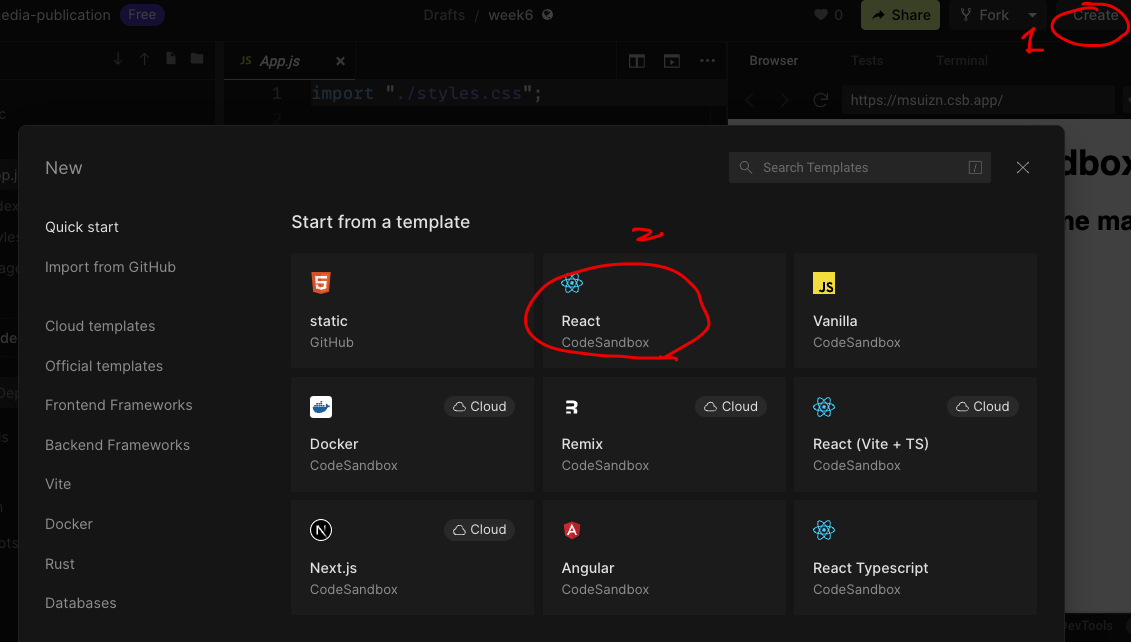 edia-publication Free
Drafts / week6
0
Share
Fork
Create
1
JS App.js
Browser
Tests
Terminal
1 import "./styles.css";
2
https://msuizn.csb.app/
New
Search Templates /
Quick start
Import from GitHub
Cloud templates
Official templates
Frontend Frameworks
Backend Frameworks
Vite
Docker
Rust
Databases
Start from a template
2
static
GitHub
React
CodeSandbox
JS
Vanilla
CodeSandbox
Cloud
Docker
CodeSandbox
Cloud
Remix
CodeSandbox
Cloud
React (Vite + TS)
CodeSandbox
Cloud
Next.js
CodeSandbox
Angular
CodeSandbox
React Typescript
CodeSandbox
dbox
ne ma
DevTools